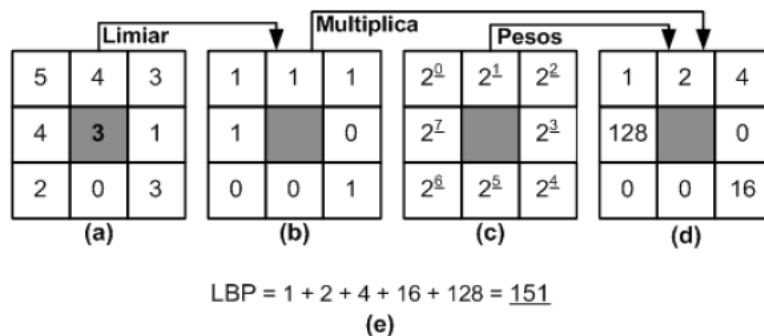 Limiar Multiplica Pesos
5 4 3 1 1 1 2⁰ 2¹ 2² 1 2 4
4 3 1 1 0 2⁷ 2³ 128 0
2 0 3 0 0 1 2⁶ 2⁵ 2⁴ 0 0 16
(a) (b) (c) (d)
LBP = 1 + 2 + 4 + 16 + 128 = 151
(e)